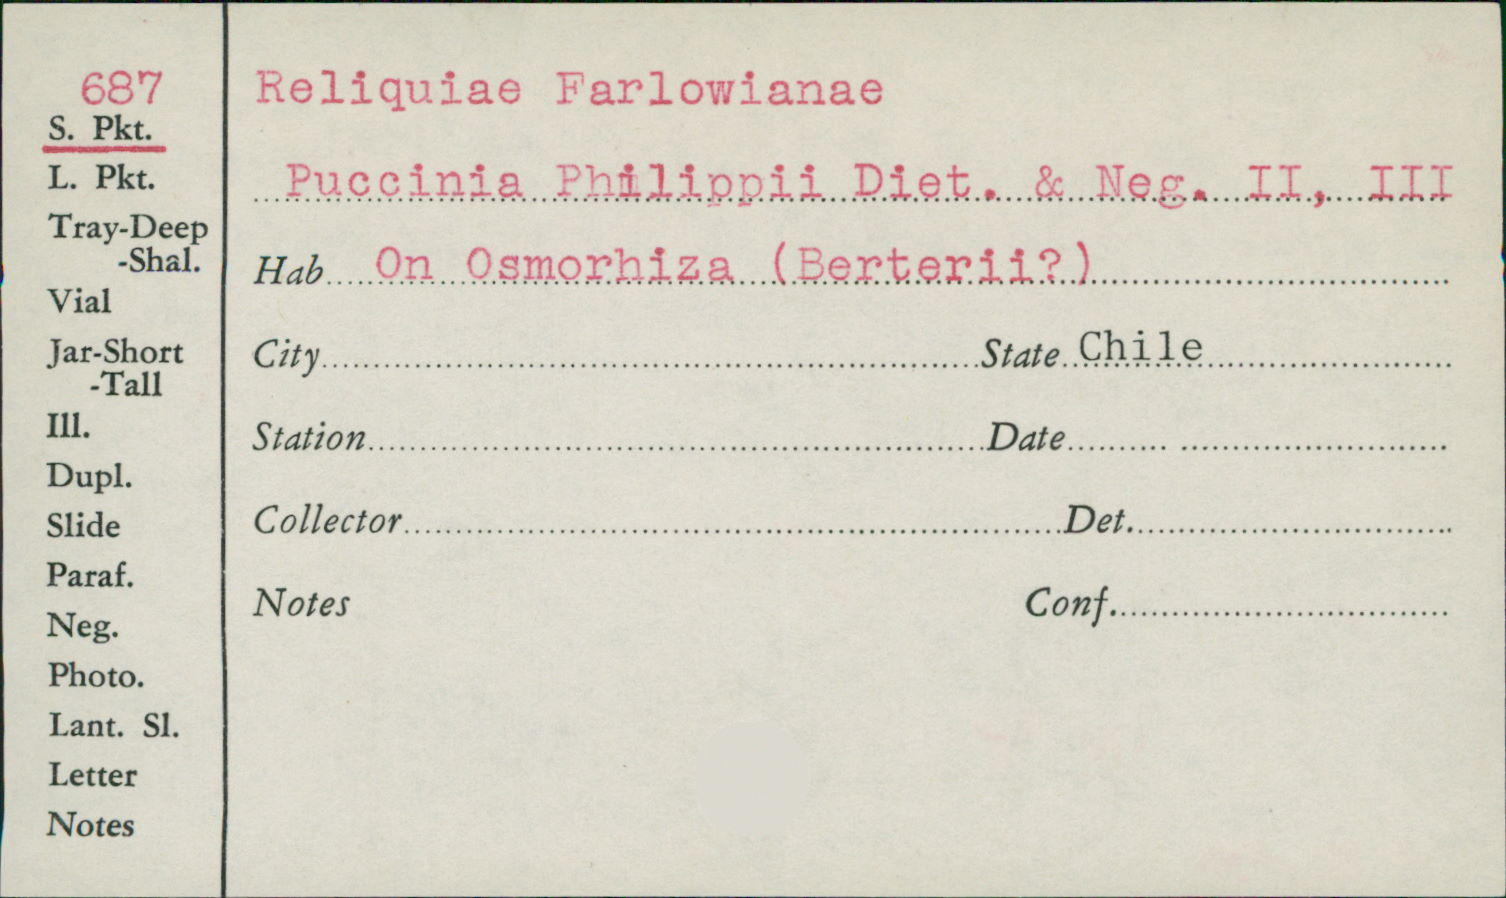 687
S. Pkt.
L. Pkt.
Tray-Deep
-Shal.
Vial
Jar-Short
-Tall
Ill.
Dupl.
Slide
Paraf.
Neg.
Photo.
Lant. Sl.
Letter
Notes
Reliquiae Farlowianae
Puccinia Philippii Diet. & Neg. II, III
Hab On Osmorhiza (Berterii?)
City State Chile
Station Date
Collector Det.
Notes Conf.